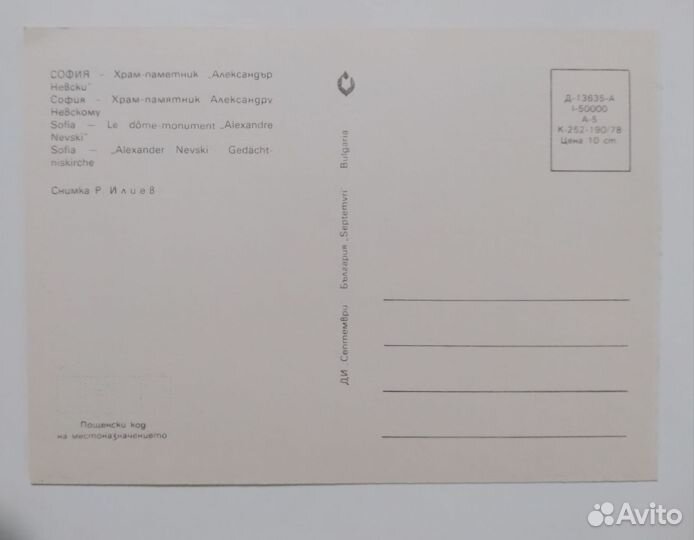 СОФИЯ - Храм-паметник „Александър
Невски"
София - Храм-памятник Александру
Невскому
Sofia — Le dôme-monument „Alexandre
Nevski"
Sofia — „Alexander Nevski Gedächt-
niskirche
Снимка Р. Илиев
Пощенски код
на местоназначението
ДИ „Септември" България „Septemvri" Bulgaria
Д-13635-А
I-50000
А-5
К-252-190/78
Цена 10 ст.
Avito